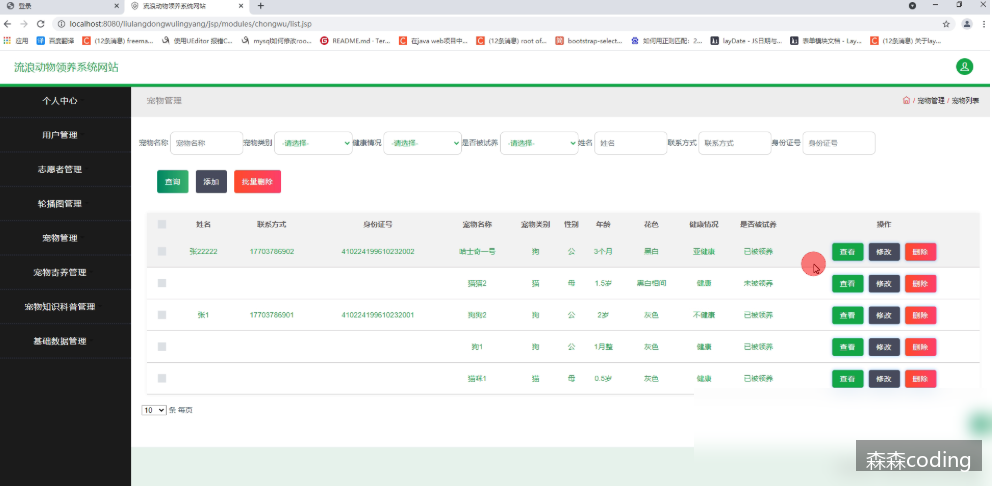 登录
流浪动物领养系统网站
localhost:8080/liulangdongwulingyang/jsp/modules/chongwu/list.jsp
应用 百度翻译 (12条消息) freema... 使用UEditor 报错C... mysql如何修改roo... README.md · Ter... 在java web项目中... (12条消息) root of... bootstrap-select... 如何用正则匹配：2... layDate - JS日期与... 表单模块文档 - Lay... (12条消息) 关于lay...
流浪动物领养系统网站
个人中心
用户管理
志愿者管理
轮播图管理
宠物管理
宠物寄养管理
宠物知识科普管理
基础数据管理
宠物管理
/ 宠物管理 / 宠物列表
宠物名称 宠物名称 宠物类别 -请选择- 健康情况 -请选择- 是否被试养 -请选择- 姓名 姓名 联系方式 联系方式 身份证号 身份证号
查询 添加 批量删除
姓名 联系方式 身份证号 宠物名称 宠物类别 性别 年龄 花色 健康情况 是否被试养 操作
张22222 17703786902 410224199610232002 哈士奇一号 狗 公 3个月 黑白 亚健康 已被领养 查看 修改 删除
猫猫2 猫 母 1.5岁 黑白相间 健康 未被领养 查看 修改 删除
张1 17703786901 410224199610232001 狗狗2 狗 公 2岁 灰色 不健康 已被领养 查看 修改 删除
狗1 狗 公 1月整 灰色 健康 已被领养 查看 修改 删除
猫咪1 猫 母 0.5岁 灰色 健康 已被领养 查看 修改 删除
10 条 每页
森森coding